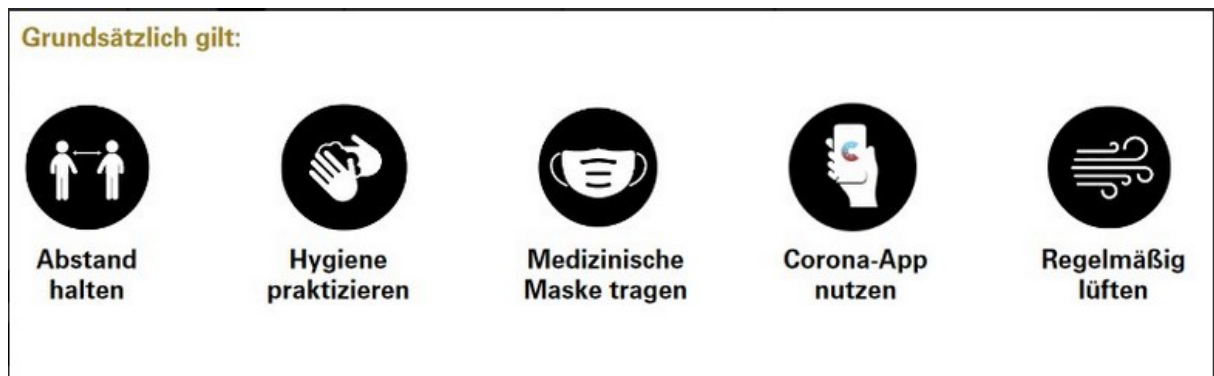 Grundsätzlich gilt:
Abstand
halten
Hygiene
praktizieren
Medizinische
Maske tragen
Corona-App
nutzen
Regelmäßig
lüften